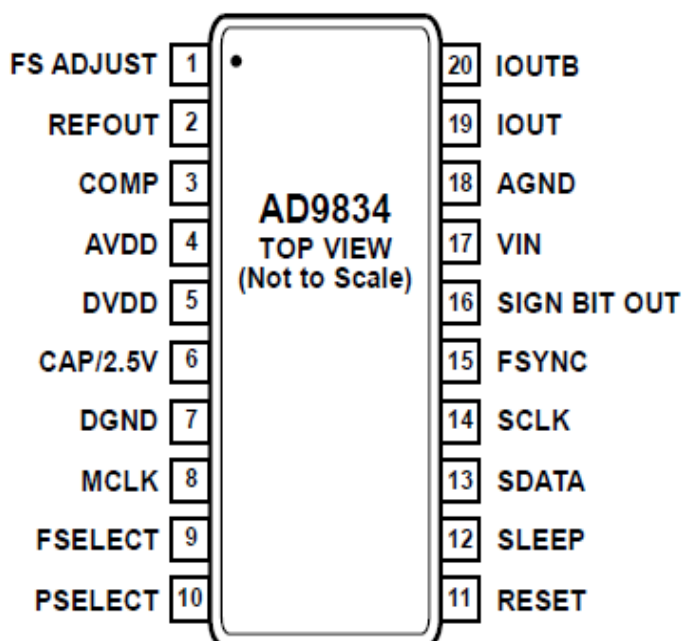 FS ADJUST 1 20 IOUTB
REFOUT 2 19 IOUT
COMP 3 18 AGND
AD9834
AVDD 4 17 VIN
TOP VIEW
(Not to Scale)
DVDD 5 16 SIGN BIT OUT
CAP/2.5V 6 15 FSYNC
DGND 7 14 SCLK
MCLK 8 13 SDATA
FSELECT 9 12 SLEEP
PSELECT 10 11 RESET